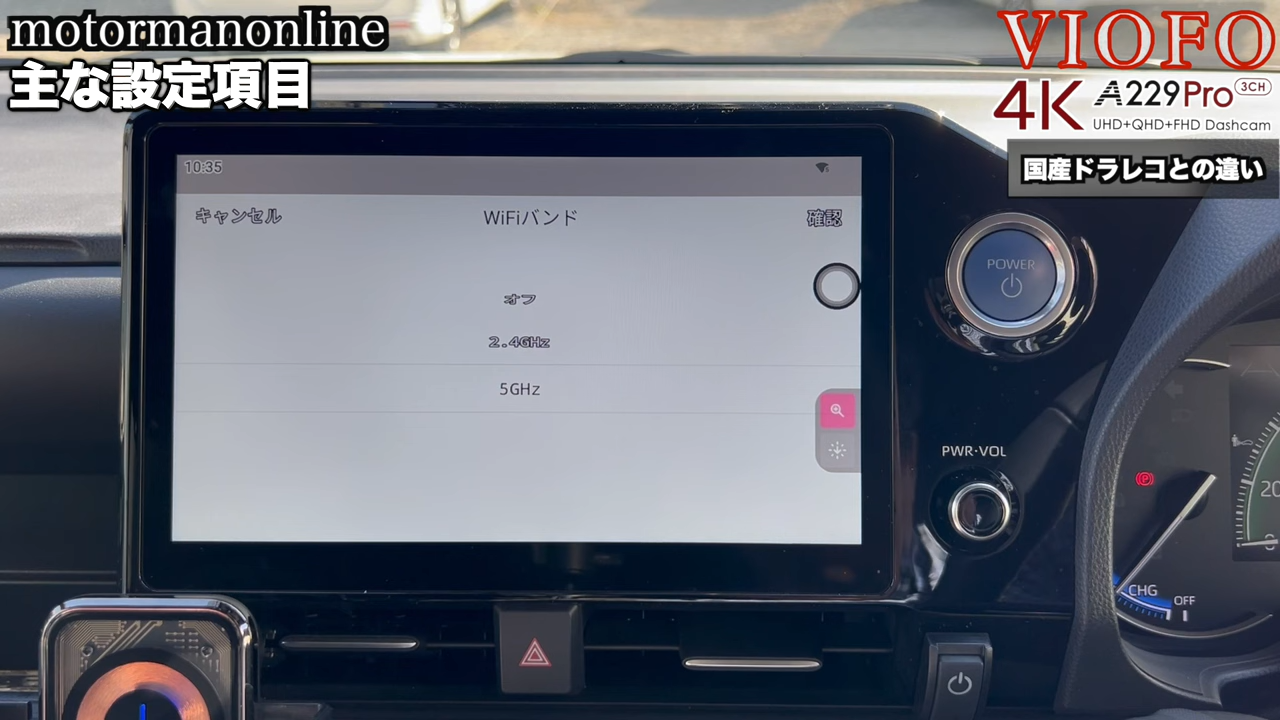 motormanonline
主な設定項目
VIOFO
4K A229Pro 3CH
UHD+QHD+FHD Dashcam
国産ドラレコとの違い
10:35
キャンセル WiFiバンド 確認
オフ
2.4GHz
5GHz
POWER
PWR·VOL
P
20
CHG
OFF